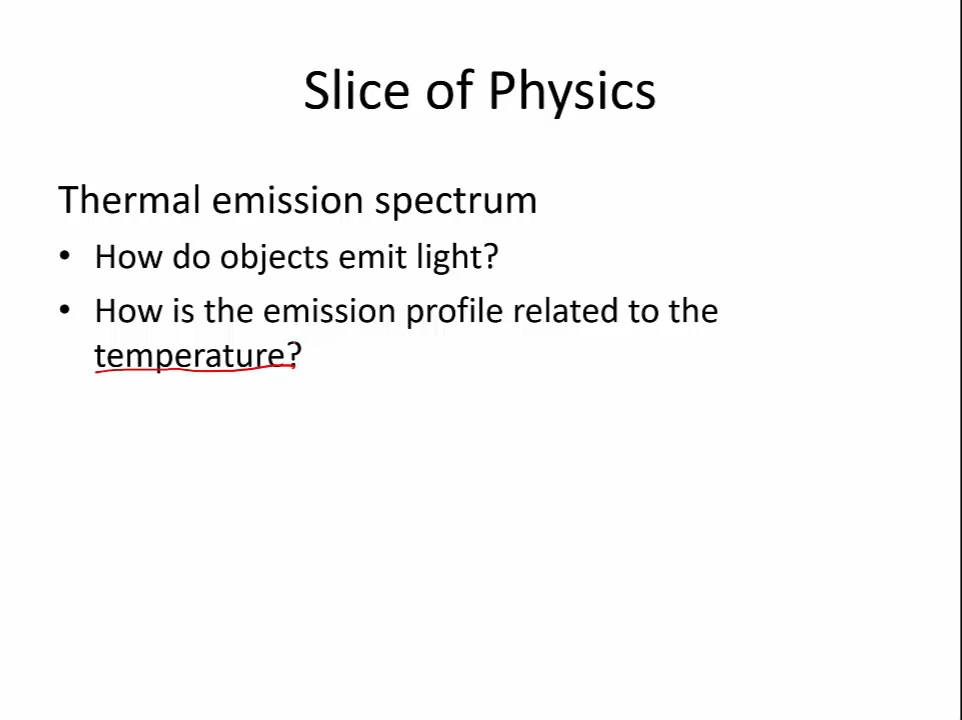 Slice of Physics
Thermal emission spectrum
• How do objects emit light?
• How is the emission profile related to the
temperature?